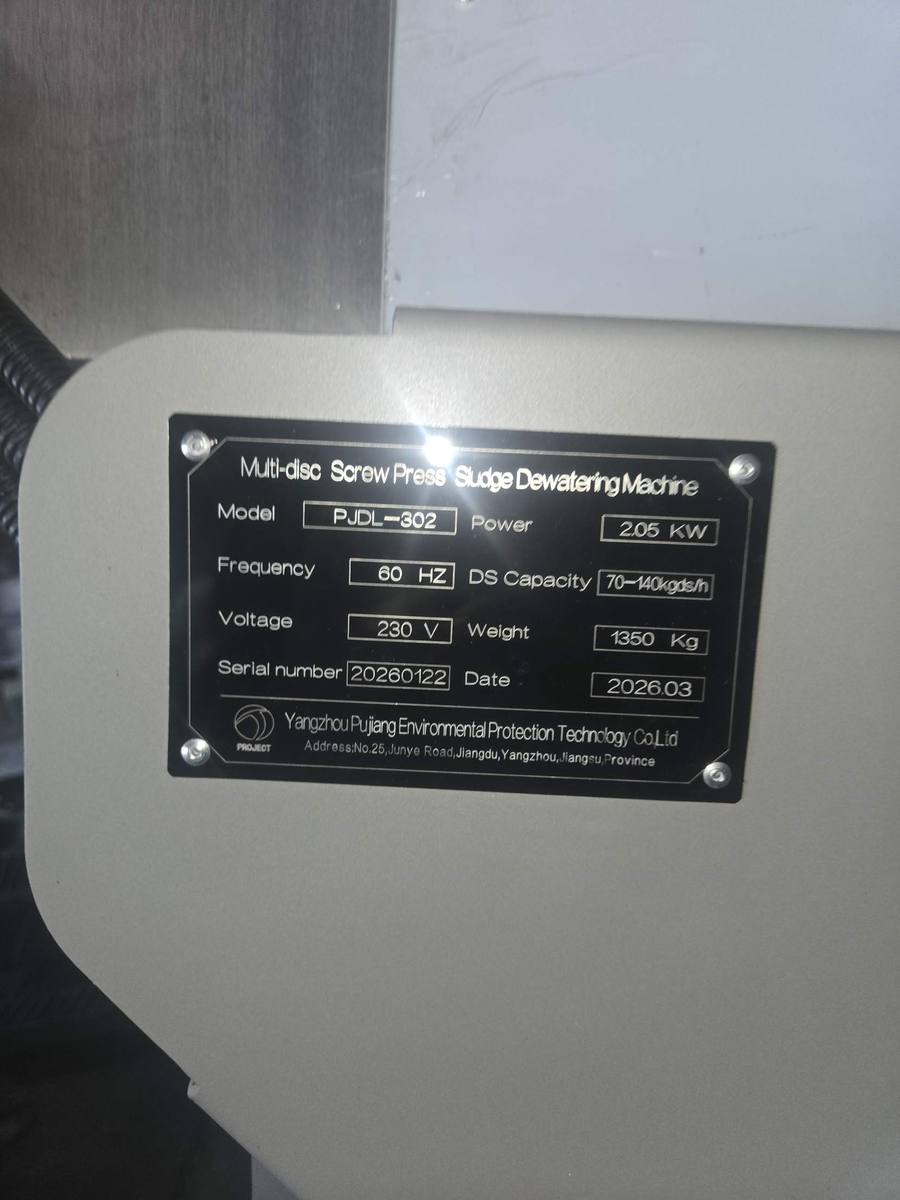 Multi-disc Screw Press Sludge Dewatering Machine
Model PJDL-302 Power 2.05 KW
Frequency 60 HZ DS Capacity 70-140kgds/h
Voltage 230 V Weight 1350 Kg
Serial number 20260122 Date 2026.03
PROJECT
Yangzhou Pujiang Environmental Protection Technology Co,Ltd
Address:No.25,Junye Road,Jiangdu,Yangzhou,Jiangsu,Province